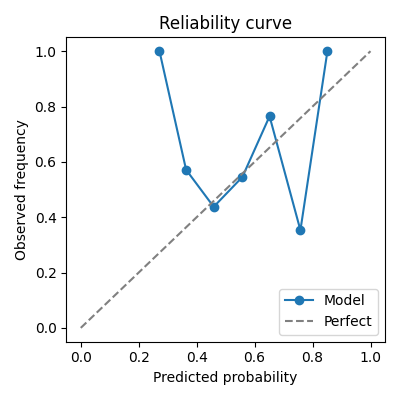 Reliability curve
1.0
0.8
0.6
0.4
0.2
0.0
Observed frequency
0.0 0.2 0.4 0.6 0.8 1.0
Predicted probability
Model
Perfect